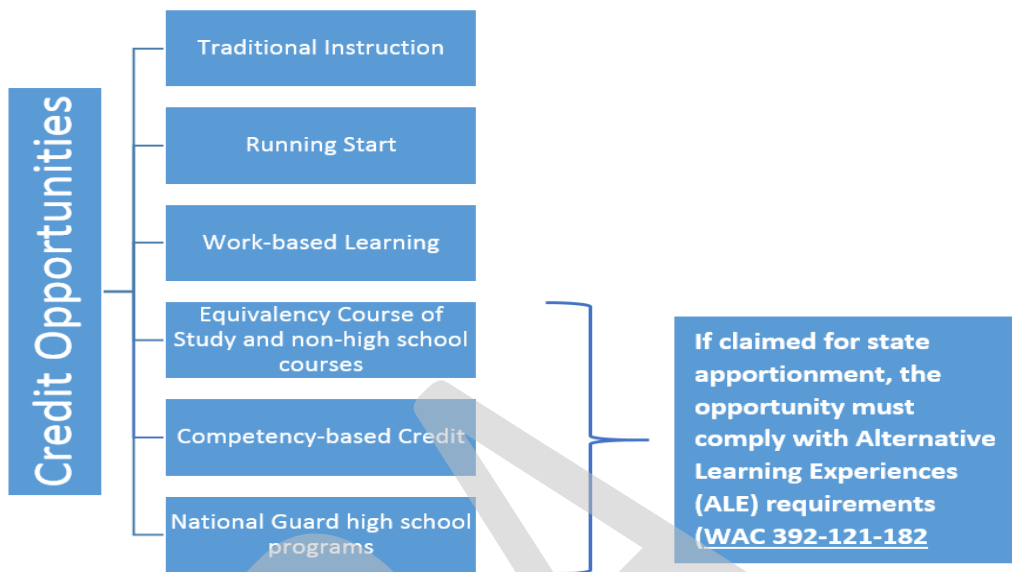 Credit Opportunities
Traditional Instruction
Running Start
Work-based Learning
Equivalency Course of
Study and non-high school
courses
Competency-based Credit
National Guard high school
programs
If claimed for state
apportionment, the
opportunity must
comply with Alternative
Learning Experiences
(ALE) requirements
(WAC 392-121-182